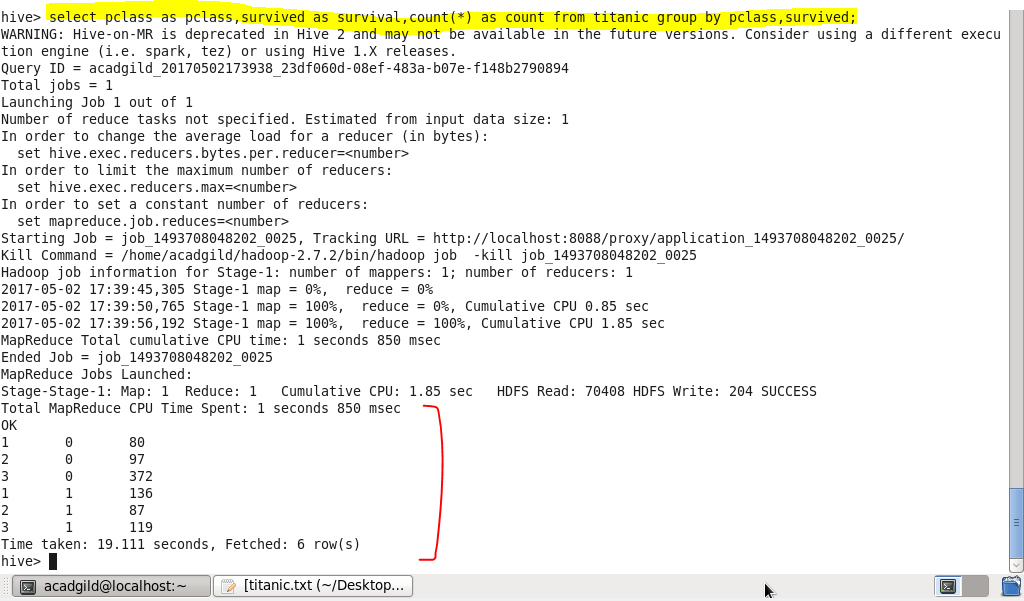 hive> select pclass as pclass,survived as survival,count(*) as count from titanic group by pclass,survived;
WARNING: Hive-on-MR is deprecated in Hive 2 and may not be available in the future versions. Consider using a different execu
tion engine (i.e. spark, tez) or using Hive 1.X releases.
Query ID = acadgild_20170502173938_23df060d-08ef-483a-b07e-f148b2790894
Total jobs = 1
Launching Job 1 out of 1
Number of reduce tasks not specified. Estimated from input data size: 1
In order to change the average load for a reducer (in bytes):
  set hive.exec.reducers.bytes.per.reducer=<number>
In order to limit the maximum number of reducers:
  set hive.exec.reducers.max=<number>
In order to set a constant number of reducers:
  set mapreduce.job.reduces=<number>
Starting Job = job_1493708048202_0025, Tracking URL = http://localhost:8088/proxy/application_1493708048202_0025/
Kill Command = /home/acadgild/hadoop-2.7.2/bin/hadoop job  -kill job_1493708048202_0025
Hadoop job information for Stage-1: number of mappers: 1; number of reducers: 1
2017-05-02 17:39:45,305 Stage-1 map = 0%,  reduce = 0%
2017-05-02 17:39:50,765 Stage-1 map = 100%,  reduce = 0%, Cumulative CPU 0.85 sec
2017-05-02 17:39:56,192 Stage-1 map = 100%,  reduce = 100%, Cumulative CPU 1.85 sec
MapReduce Total cumulative CPU time: 1 seconds 850 msec
Ended Job = job_1493708048202_0025
MapReduce Jobs Launched:
Stage-Stage-1: Map: 1  Reduce: 1   Cumulative CPU: 1.85 sec   HDFS Read: 70408 HDFS Write: 204 SUCCESS
Total MapReduce CPU Time Spent: 1 seconds 850 msec
OK
1       0       80
2       0       97
3       0       372
1       1       136
2       1       87
3       1       119
Time taken: 19.111 seconds, Fetched: 6 row(s)
hive>
acadgild@localhost:~ [titanic.txt (~/Desktop...